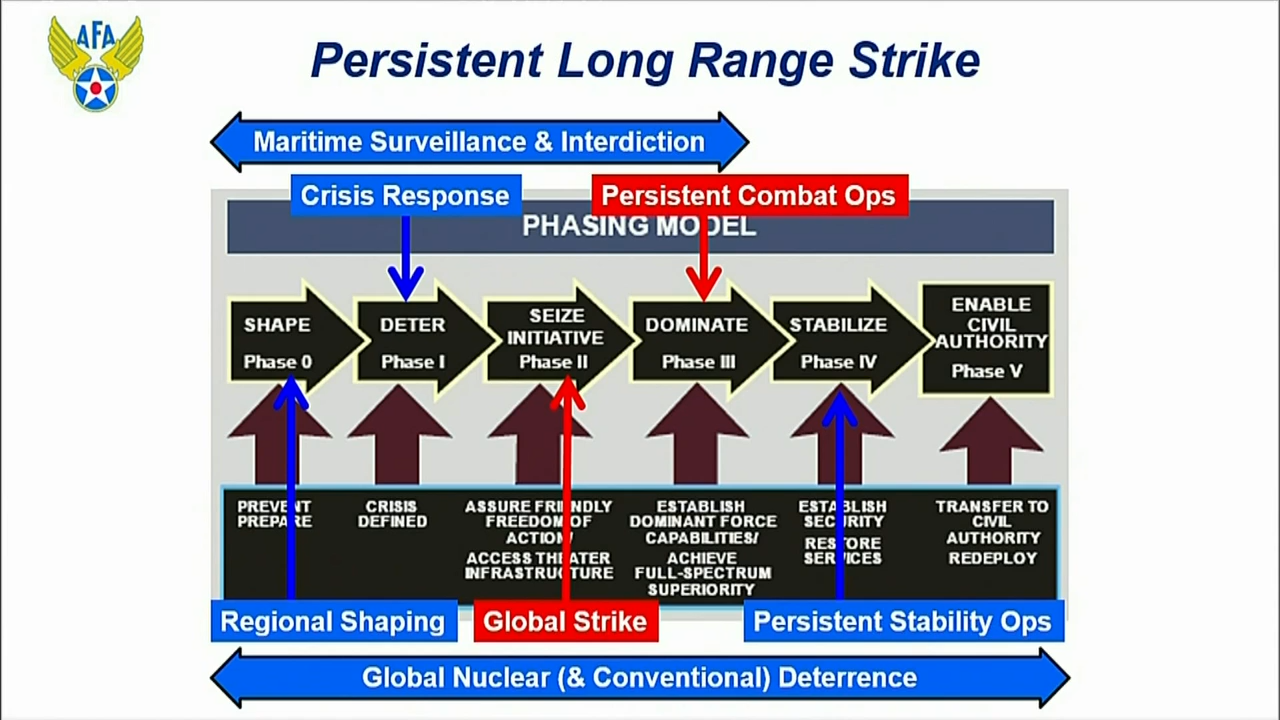 AFA
Persistent Long Range Strike
Maritime Surveillance & Interdiction
Crisis Response
Persistent Combat Ops
PHASING MODEL
SHAPE
Phase 0
DETER
Phase I
SEIZE
INITIATIVE
Phase II
DOMINATE
Phase III
STABILIZE
Phase IV
ENABLE
CIVIL
AUTHORITY
Phase V
PREVENT
PREPARE
CRISIS
DEFINED
ASSURE FRIENDLY
FREEDOM OF
ACTION/
ACCESS THEATER
INFRASTRUCTURE
ESTABLISH
DOMINANT FORCE
CAPABILITIES/
ACHIEVE
FULL-SPECTRUM
SUPERIORITY
ESTABLISH
SECURITY
RESTORE
SERVICES
TRANSFER TO
CIVIL
AUTHORITY
REDEPLOY
Regional Shaping
Global Strike
Persistent Stability Ops
Global Nuclear (& Conventional) Deterrence